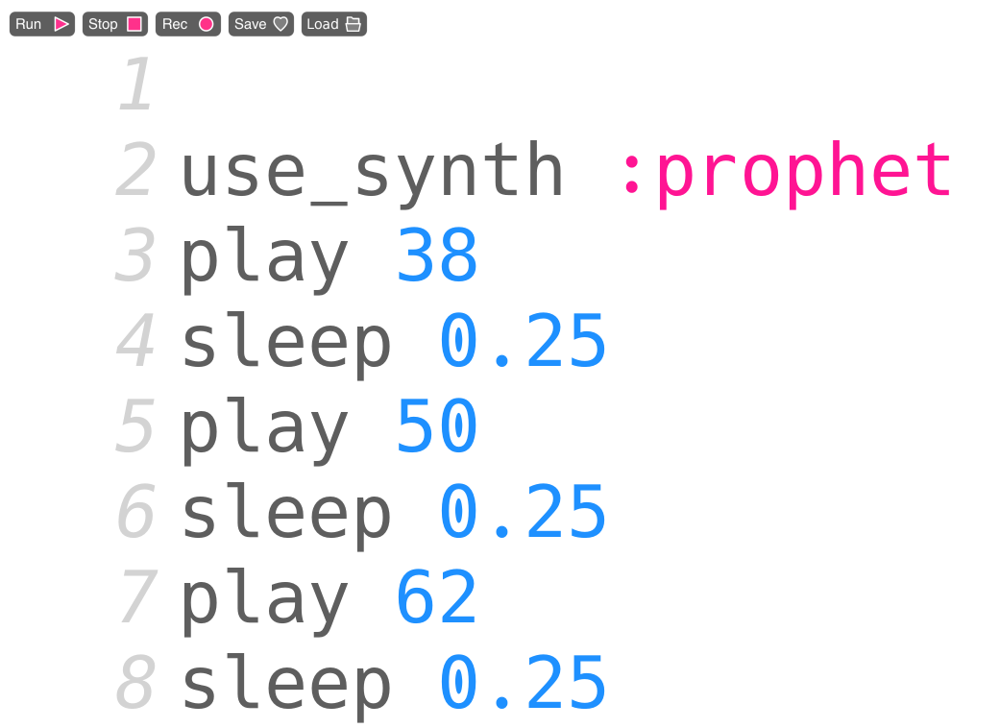 Run Stop Rec Save Load
1
2 use_synth :prophet
3 play 38
4 sleep 0.25
5 play 50
6 sleep 0.25
7 play 62
8 sleep 0.25